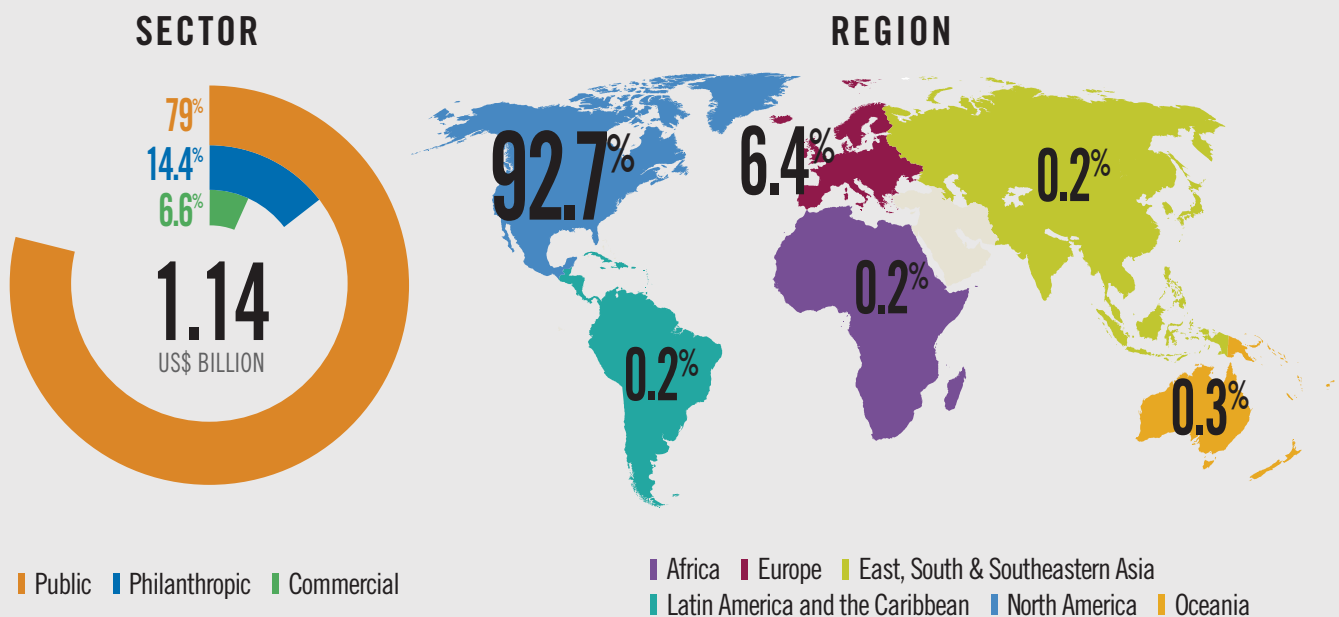 SECTOR
79%
14.4%
6.6%
1.14
US$ BILLION
Public Philanthropic Commercial
REGION
92.7%
6.4%
0.2%
0.2%
0.2%
0.3%
Africa Europe East, South & Southeastern Asia
Latin America and the Caribbean North America Oceania